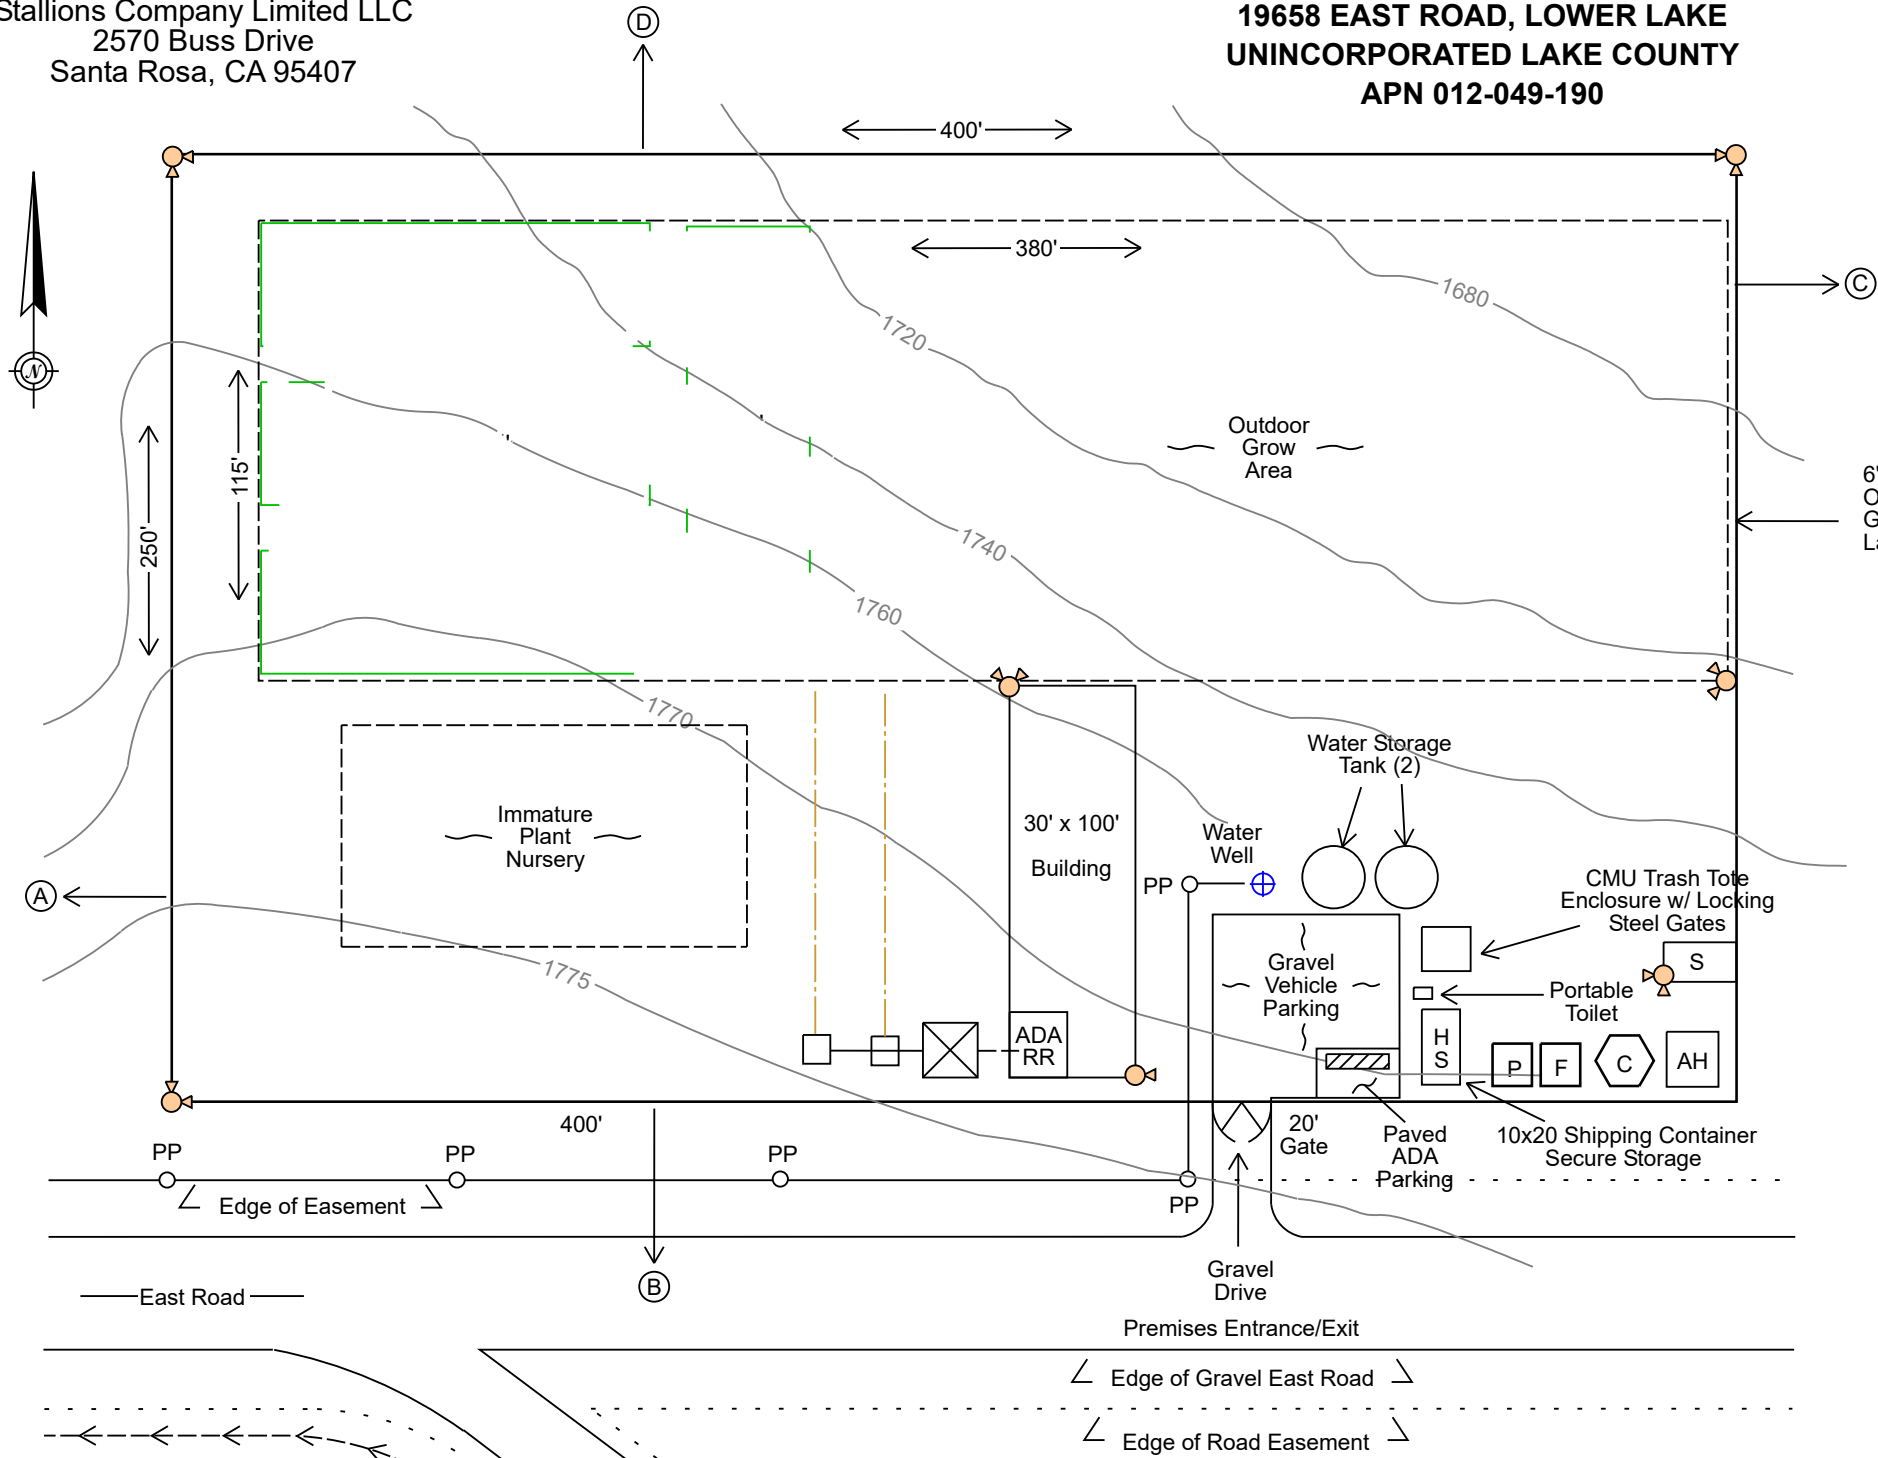 Stallions Company Limited LLC
2570 Buss Drive
Santa Rosa, CA 95407
D
19658 EAST ROAD, LOWER LAKE
UNINCORPORATED LAKE COUNTY
APN 012-049-190
400'
380'
C
1680
1720
N
115'
250'
Outdoor
Grow
Area
6'
1740
1760
1770
Water Storage
Tank (2)
Immature
Plant
Nursery
30' x 100'
Building
Water
Well
PP
A
CMU Trash Tote
Enclosure w/ Locking
Steel Gates
S
1775
Gravel
Vehicle
Parking
Portable
Toilet
ADA
RR
H
S
P
F
C
AH
400'
20'
Gate
Paved
ADA
Parking
10x20 Shipping Container
Secure Storage
PP
PP
PP
PP
Edge of Easement
B
Gravel
Drive
East Road
Premises Entrance/Exit
Edge of Gravel East Road
Edge of Road Easement